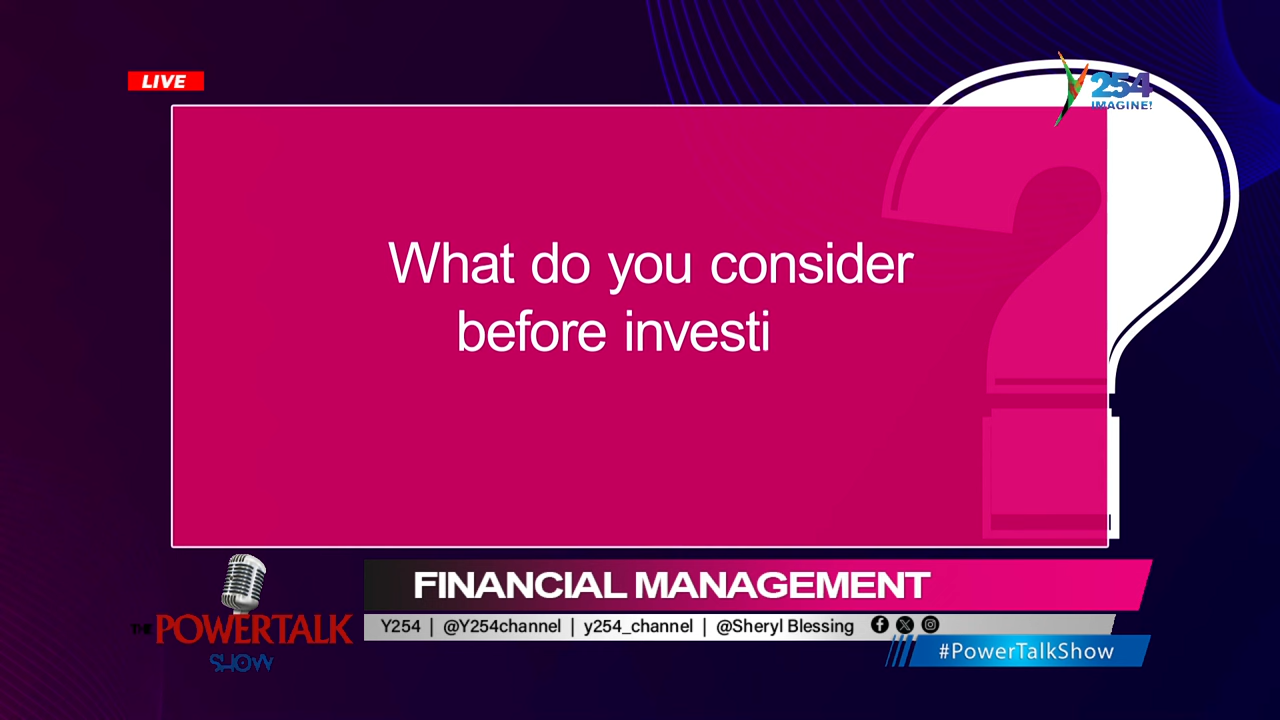 LIVE
254
IMAGINE!
What do you consider
before investi
FINANCIAL MANAGEMENT
THE POWERTALK
SHOW
Y254 | @Y254channel | y254_channel | @Sheryl Blessing
#PowerTalkShow